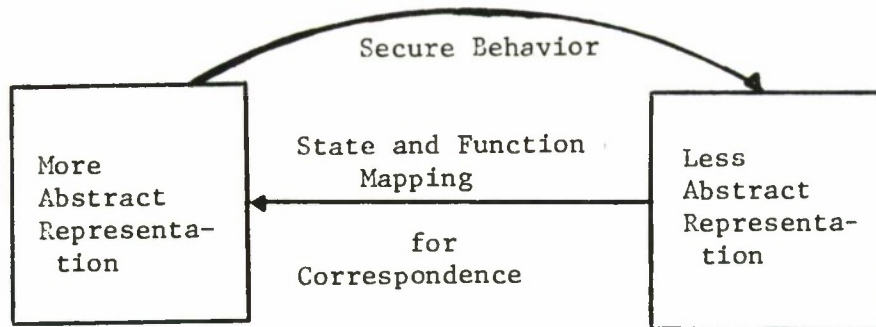 Secure Behavior
More
Abstract
Representa-
tion
State and Function
Mapping
for
Correspondence
Less
Abstract
Representa-
tion